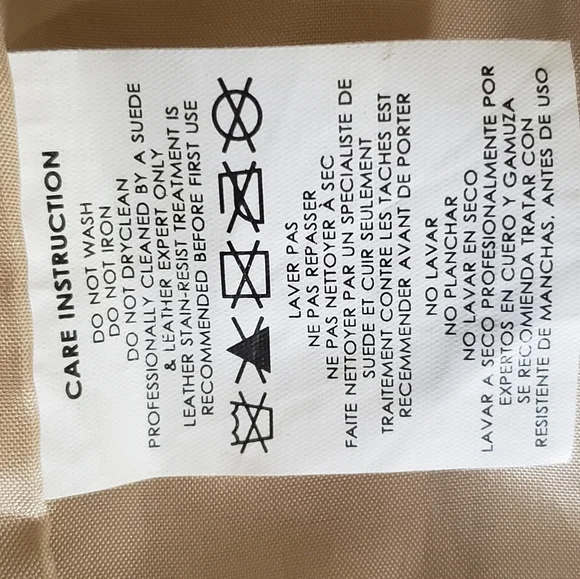 CARE INSTRUCTION
DO NOT WASH
DO NOT IRON
DO NOT DRYCLEAN
PROFESSIONALLY CLEANED BY A SUEDE
& LEATHER EXPERT ONLY
LEATHER STAIN-RESIST TREATMENT IS
RECOMMENDED BEFORE FIRST USE
LAVER PAS
NE PAS REPASSER
NE PAS NETTOYER À SEC
FAITE NETTOYER PAR UN SPECIALISTE DE
SUEDE ET CUIR SEULEMENT
TRAITEMENT CONTRE LES TACHES EST
RECEMMENDER AVANT DE PORTER
NO LAVAR
NO PLANCHAR
NO LAVAR EN SECO
LAVAR A SECO PROFESIONALMENTE POR
EXPERTOS EN CUERO Y GAMUZA
SE RECOMIENDA TRATAR CON
RESISTENTE DE MANCHAS, ANTES DE USO